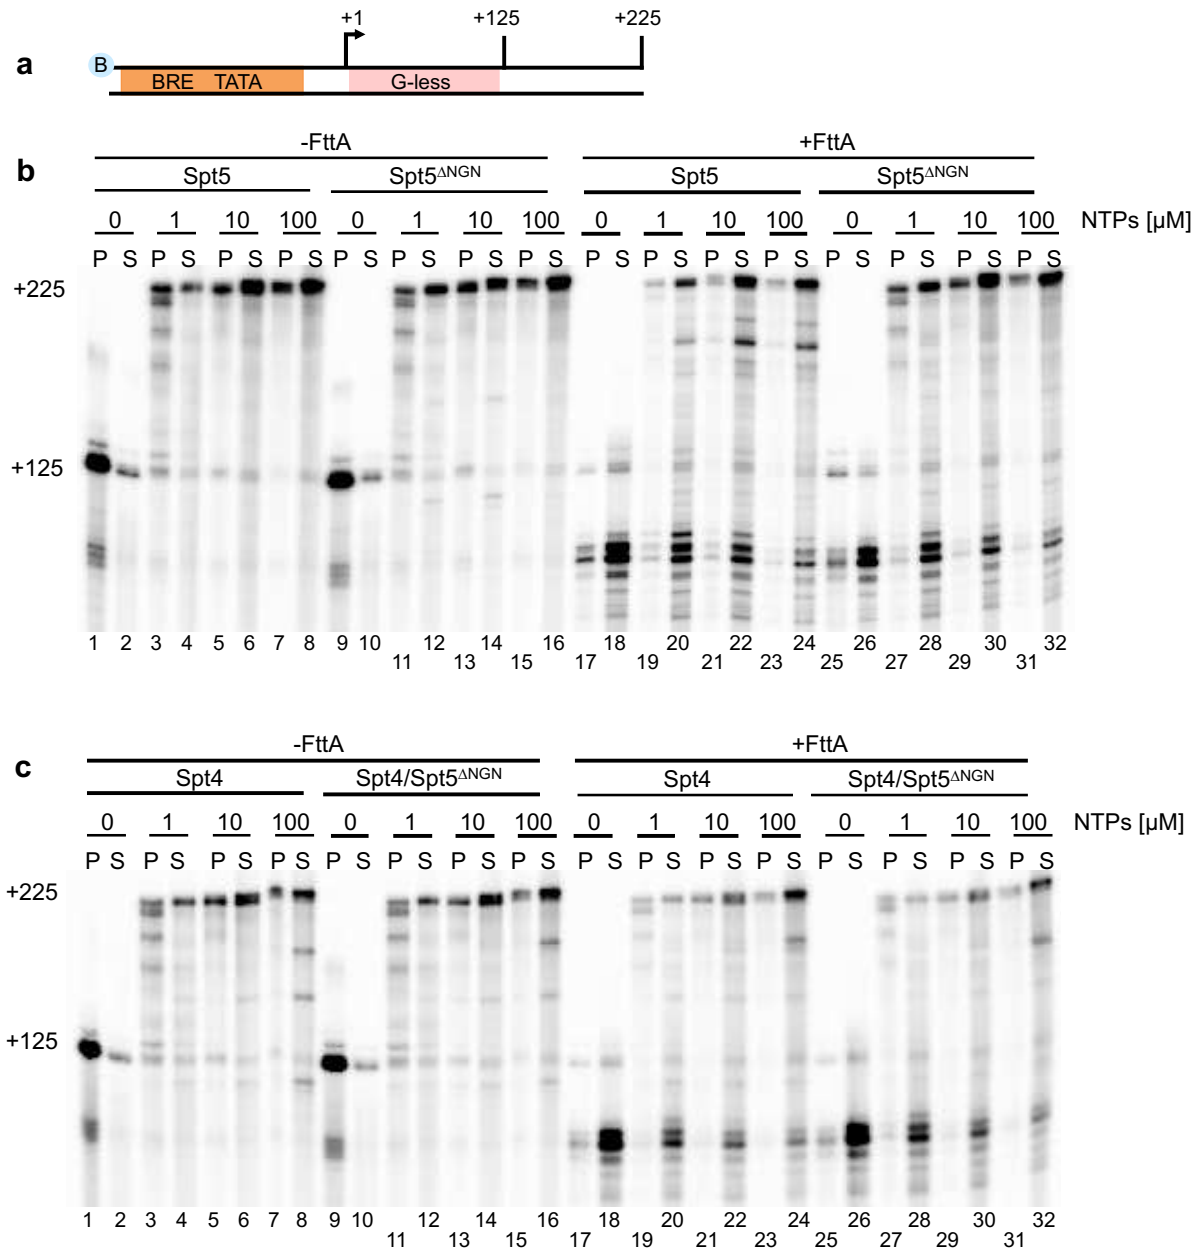 +1 +125 +225
a B
BRE TATA G-less
-FttA +FttA
b Spt5 Spt5ΔNGN Spt5 Spt5ΔNGN
0 1 10 100 0 1 10 100 0 1 10 100 0 1 10 100 NTPs [µM]
P S P S P S P S P S P S P S P S P S P S P S P S P S P S P S P S
+225
+125
1 2 3 4 5 6 7 8 9 10 12 14 16 18 20 22 24 26 28 30 32
11 13 15 17 19 21 23 25 27 29 31
-FttA +FttA
c Spt4 Spt4/Spt5ΔNGN Spt4 Spt4/Spt5ΔNGN
0 1 10 100 0 1 10 100 0 1 10 100 0 1 10 100 NTPs [µM]
P S P S P S P S P S P S P S P S P S P S P S P S P S P S P S P S
+225
+125
1 2 3 4 5 6 7 8 9 10 12 14 16 18 20 22 24 26 28 30 32
11 13 15 17 19 21 23 25 27 29 31